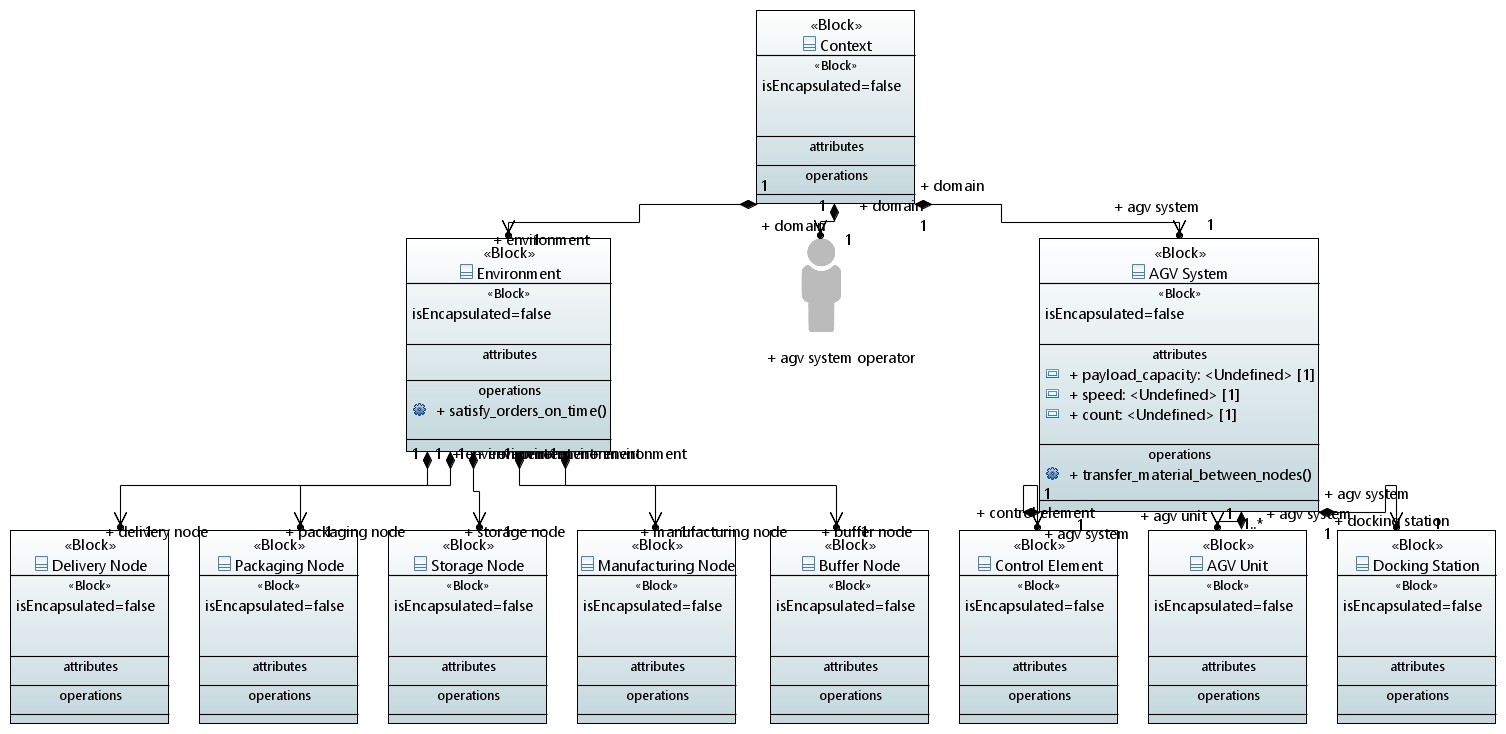 «Block»
Context
«Block»
isEncapsulated=false
attributes
operations
1
+ domain
1
+ domain
+ agv system
+ domain
1
1
1
+ environment
1
«Block»
Environment
«Block»
isEncapsulated=false
attributes
operations
+ satisfy_orders_on_time()
+ agv system operator
«Block»
AGV System
«Block»
isEncapsulated=false
attributes
+ payload_capacity: <Undefined> [1]
+ speed: <Undefined> [1]
+ count: <Undefined> [1]
operations
+ transfer_material_between_nodes()
1
+ agv system
1
1
1
+ environment
+ control element
1
+ agv system
+ agv unit
1
1..*
+ agv system
+ docking station
1
1
+ delivery node
1
+ packaging node
1
+ storage node
1
+ manufacturing node
1
+ buffer node
1
«Block»
Delivery Node
«Block»
isEncapsulated=false
attributes
operations
«Block»
Packaging Node
«Block»
isEncapsulated=false
attributes
operations
«Block»
Storage Node
«Block»
isEncapsulated=false
attributes
operations
«Block»
Manufacturing Node
«Block»
isEncapsulated=false
attributes
operations
«Block»
Buffer Node
«Block»
isEncapsulated=false
attributes
operations
«Block»
Control Element
«Block»
isEncapsulated=false
attributes
operations
«Block»
AGV Unit
«Block»
isEncapsulated=false
attributes
operations
«Block»
Docking Station
«Block»
isEncapsulated=false
attributes
operations